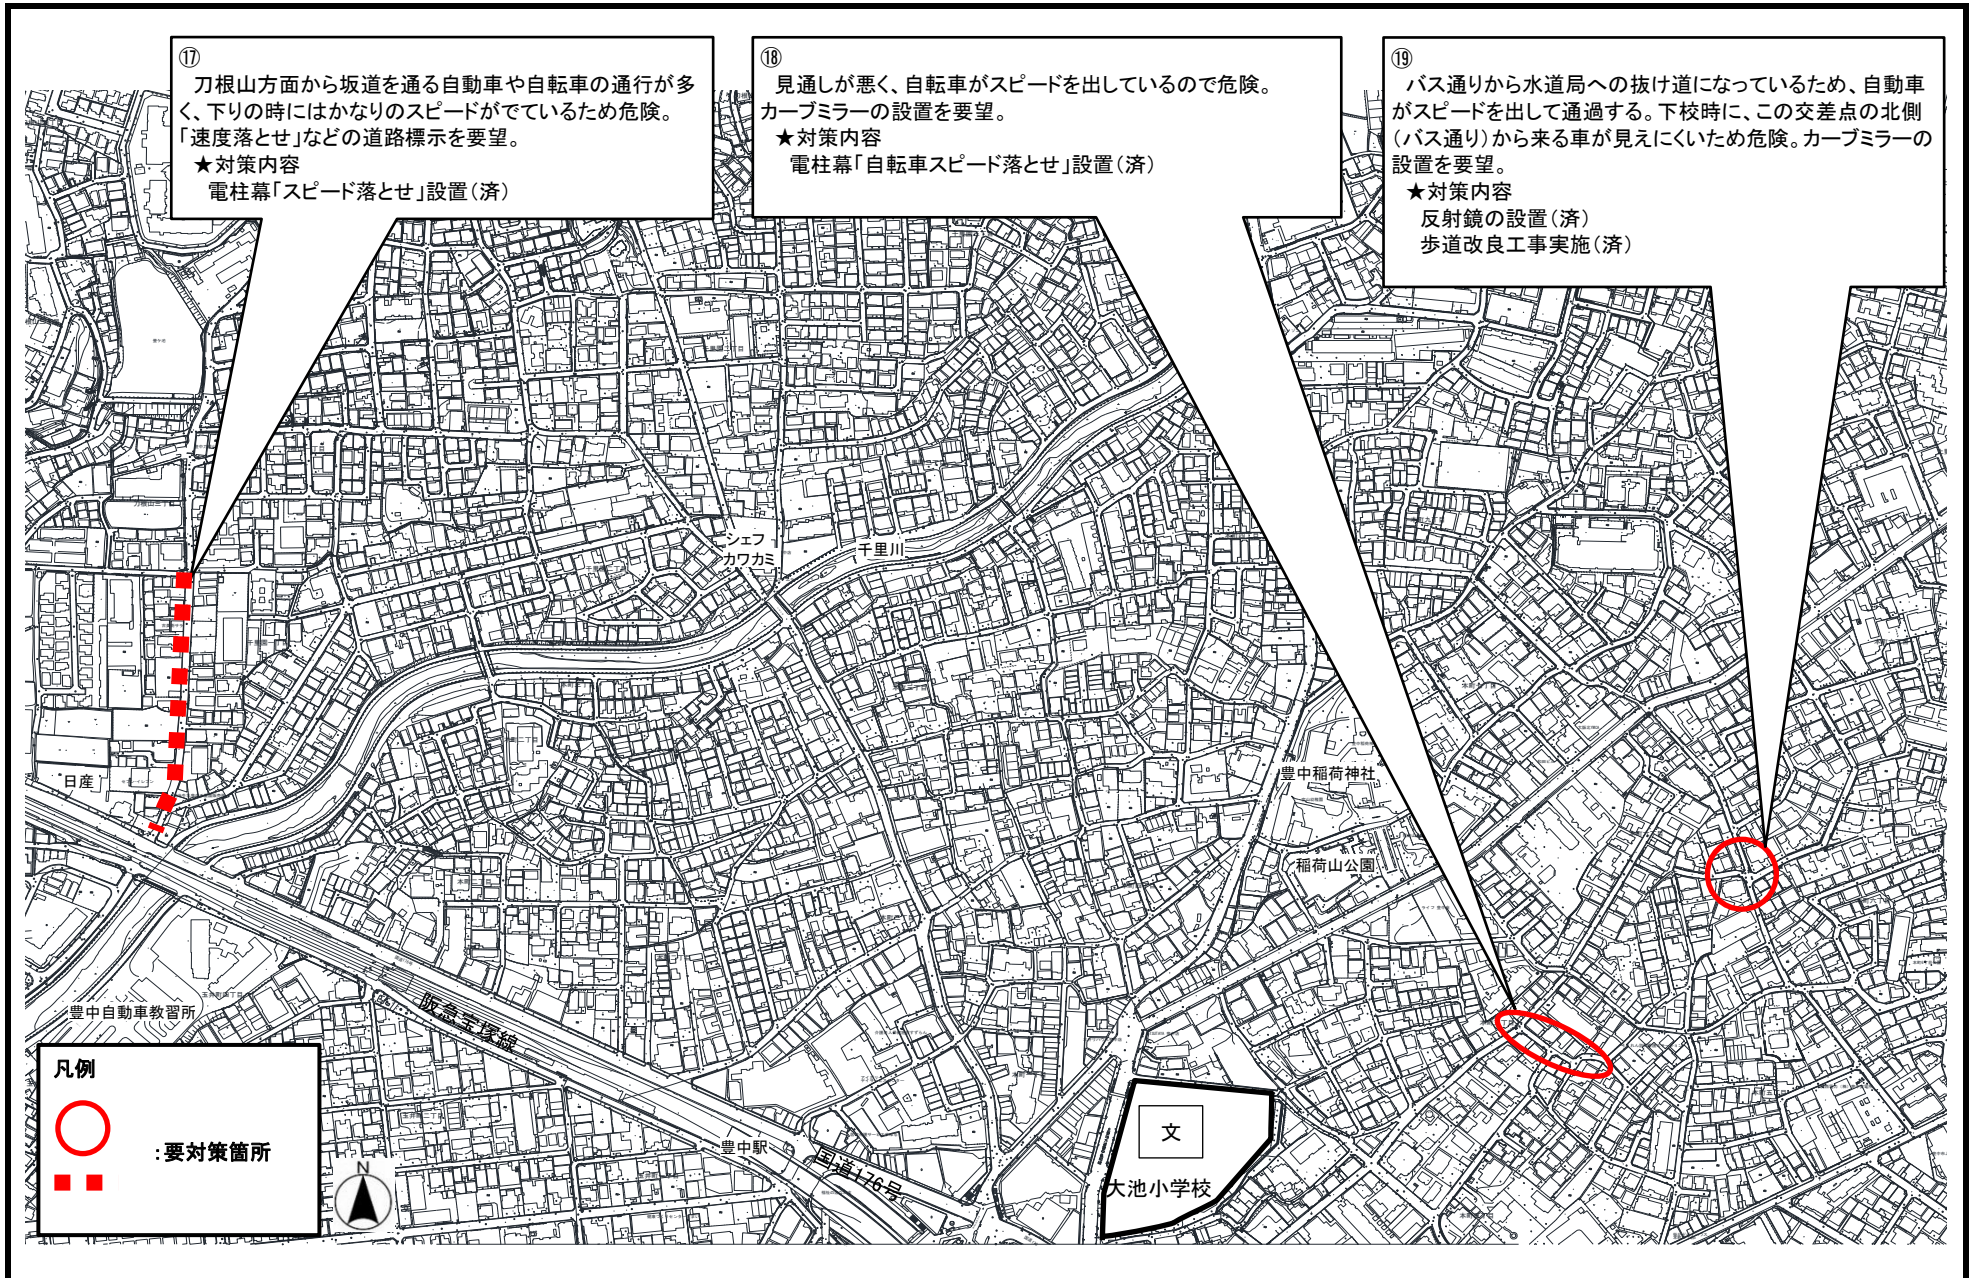 ⑰
刀根山方面から坂道を通る自動車や自転車の通行が多
く、下りの時にはかなりのスピードがでているため危険。
「速度落とせ」などの道路標示を要望。
★対策内容
電柱幕「スピード落とせ」設置(済)
⑱
見通しが悪く、自転車がスピードを出しているので危険。
カーブミラーの設置を要望。
★対策内容
電柱幕「自転車スピード落とせ」設置(済)
⑲
バス通りから水道局への抜け道になっているため、自動車
がスピードを出して通過する。下校時に、この交差点の北側
(バス通り)から来る車が見えにくいため危険。カーブミラーの
設置を要望。
★対策内容
反射鏡の設置(済)
歩道改良工事実施(済)
シェフ
カワカミ
千里川
日産
豊中稲荷神社
稲荷山公園
豊中自動車教習所
阪急宝塚線
豊中駅
国道176号
文
大池小学校
凡例
:要対策箇所
N